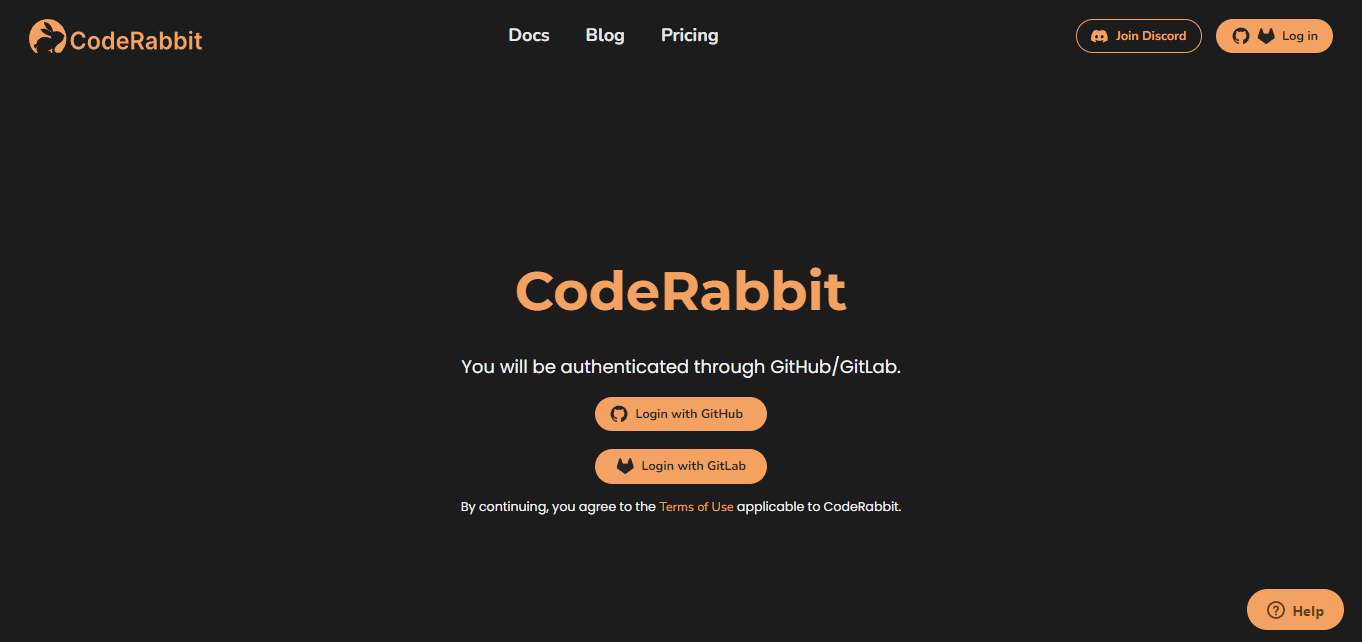 CodeRabbit
Docs Blog Pricing
Join Discord
Log in
CodeRabbit
You will be authenticated through GitHub/GitLab.
Login with GitHub
Login with GitLab
By continuing, you agree to the Terms of Use applicable to CodeRabbit.
Help